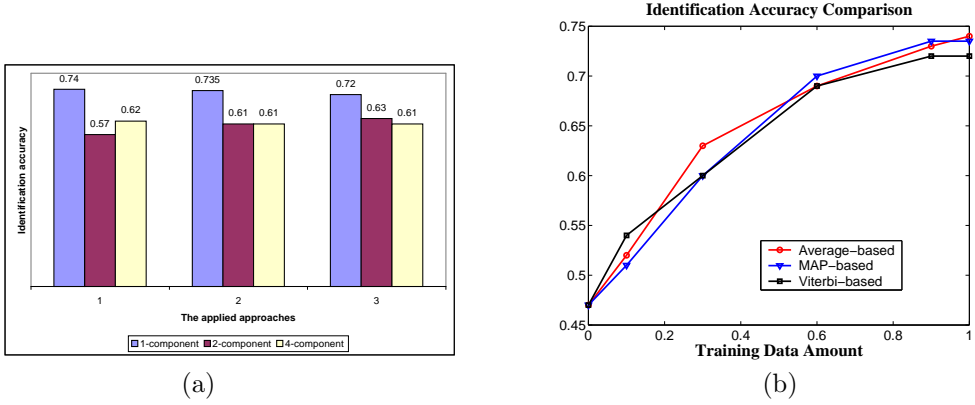 0.74
0.57
0.62
0.735
0.61
0.61
0.72
0.63
0.61
Identification accuracy
1
2
3
The applied approaches
1-component
2-component
4-component
(a)
Identification Accuracy Comparison
0.75
0.7
0.65
0.6
0.55
0.5
0.45
0
0.2
0.4
0.6
0.8
1
Average−based
MAP−based
Viterbi−based
Training Data Amount
(b)